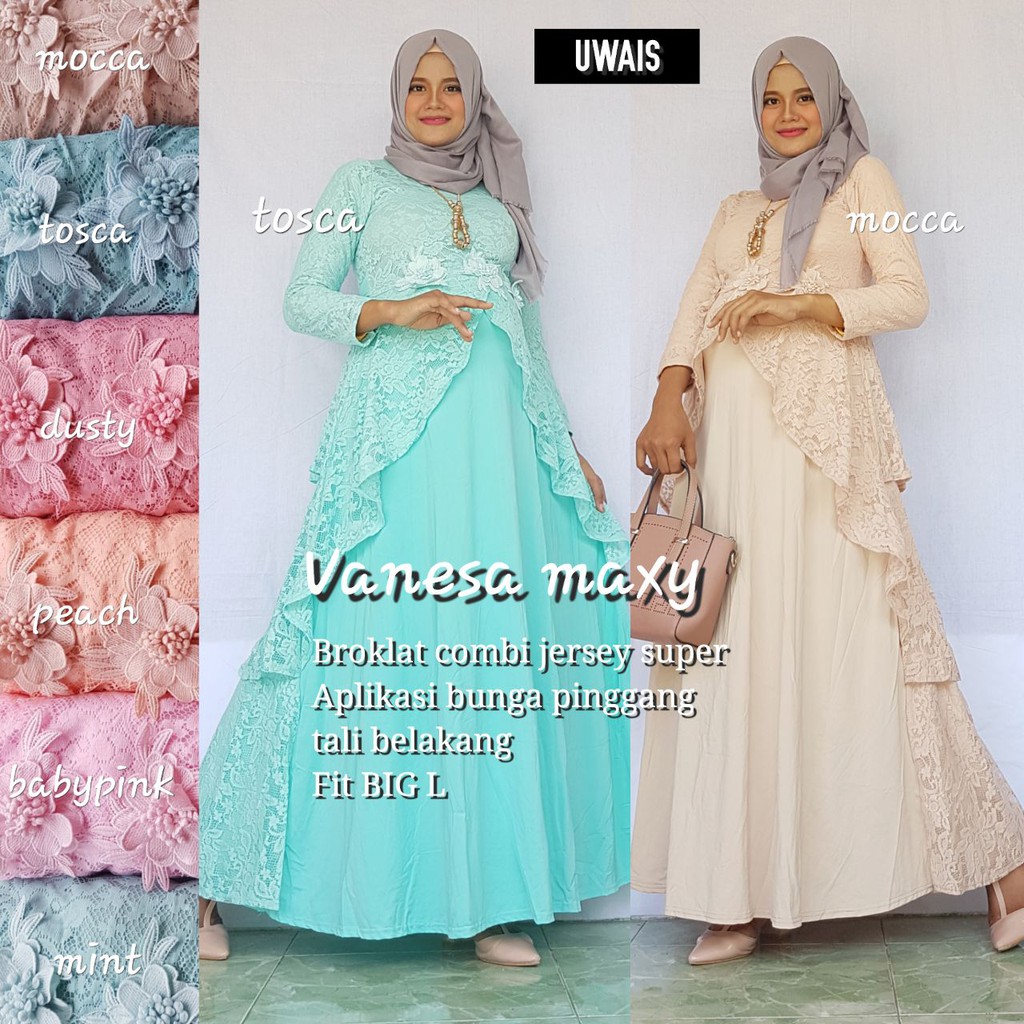 mocca
tosca
dusty
peach
babypink
mint
UWAIS
tosca
mocca
Vanesa maxy
Broklat combi jersey super
Aplikasi bunga pinggang
tali belakang
Fit BIG L